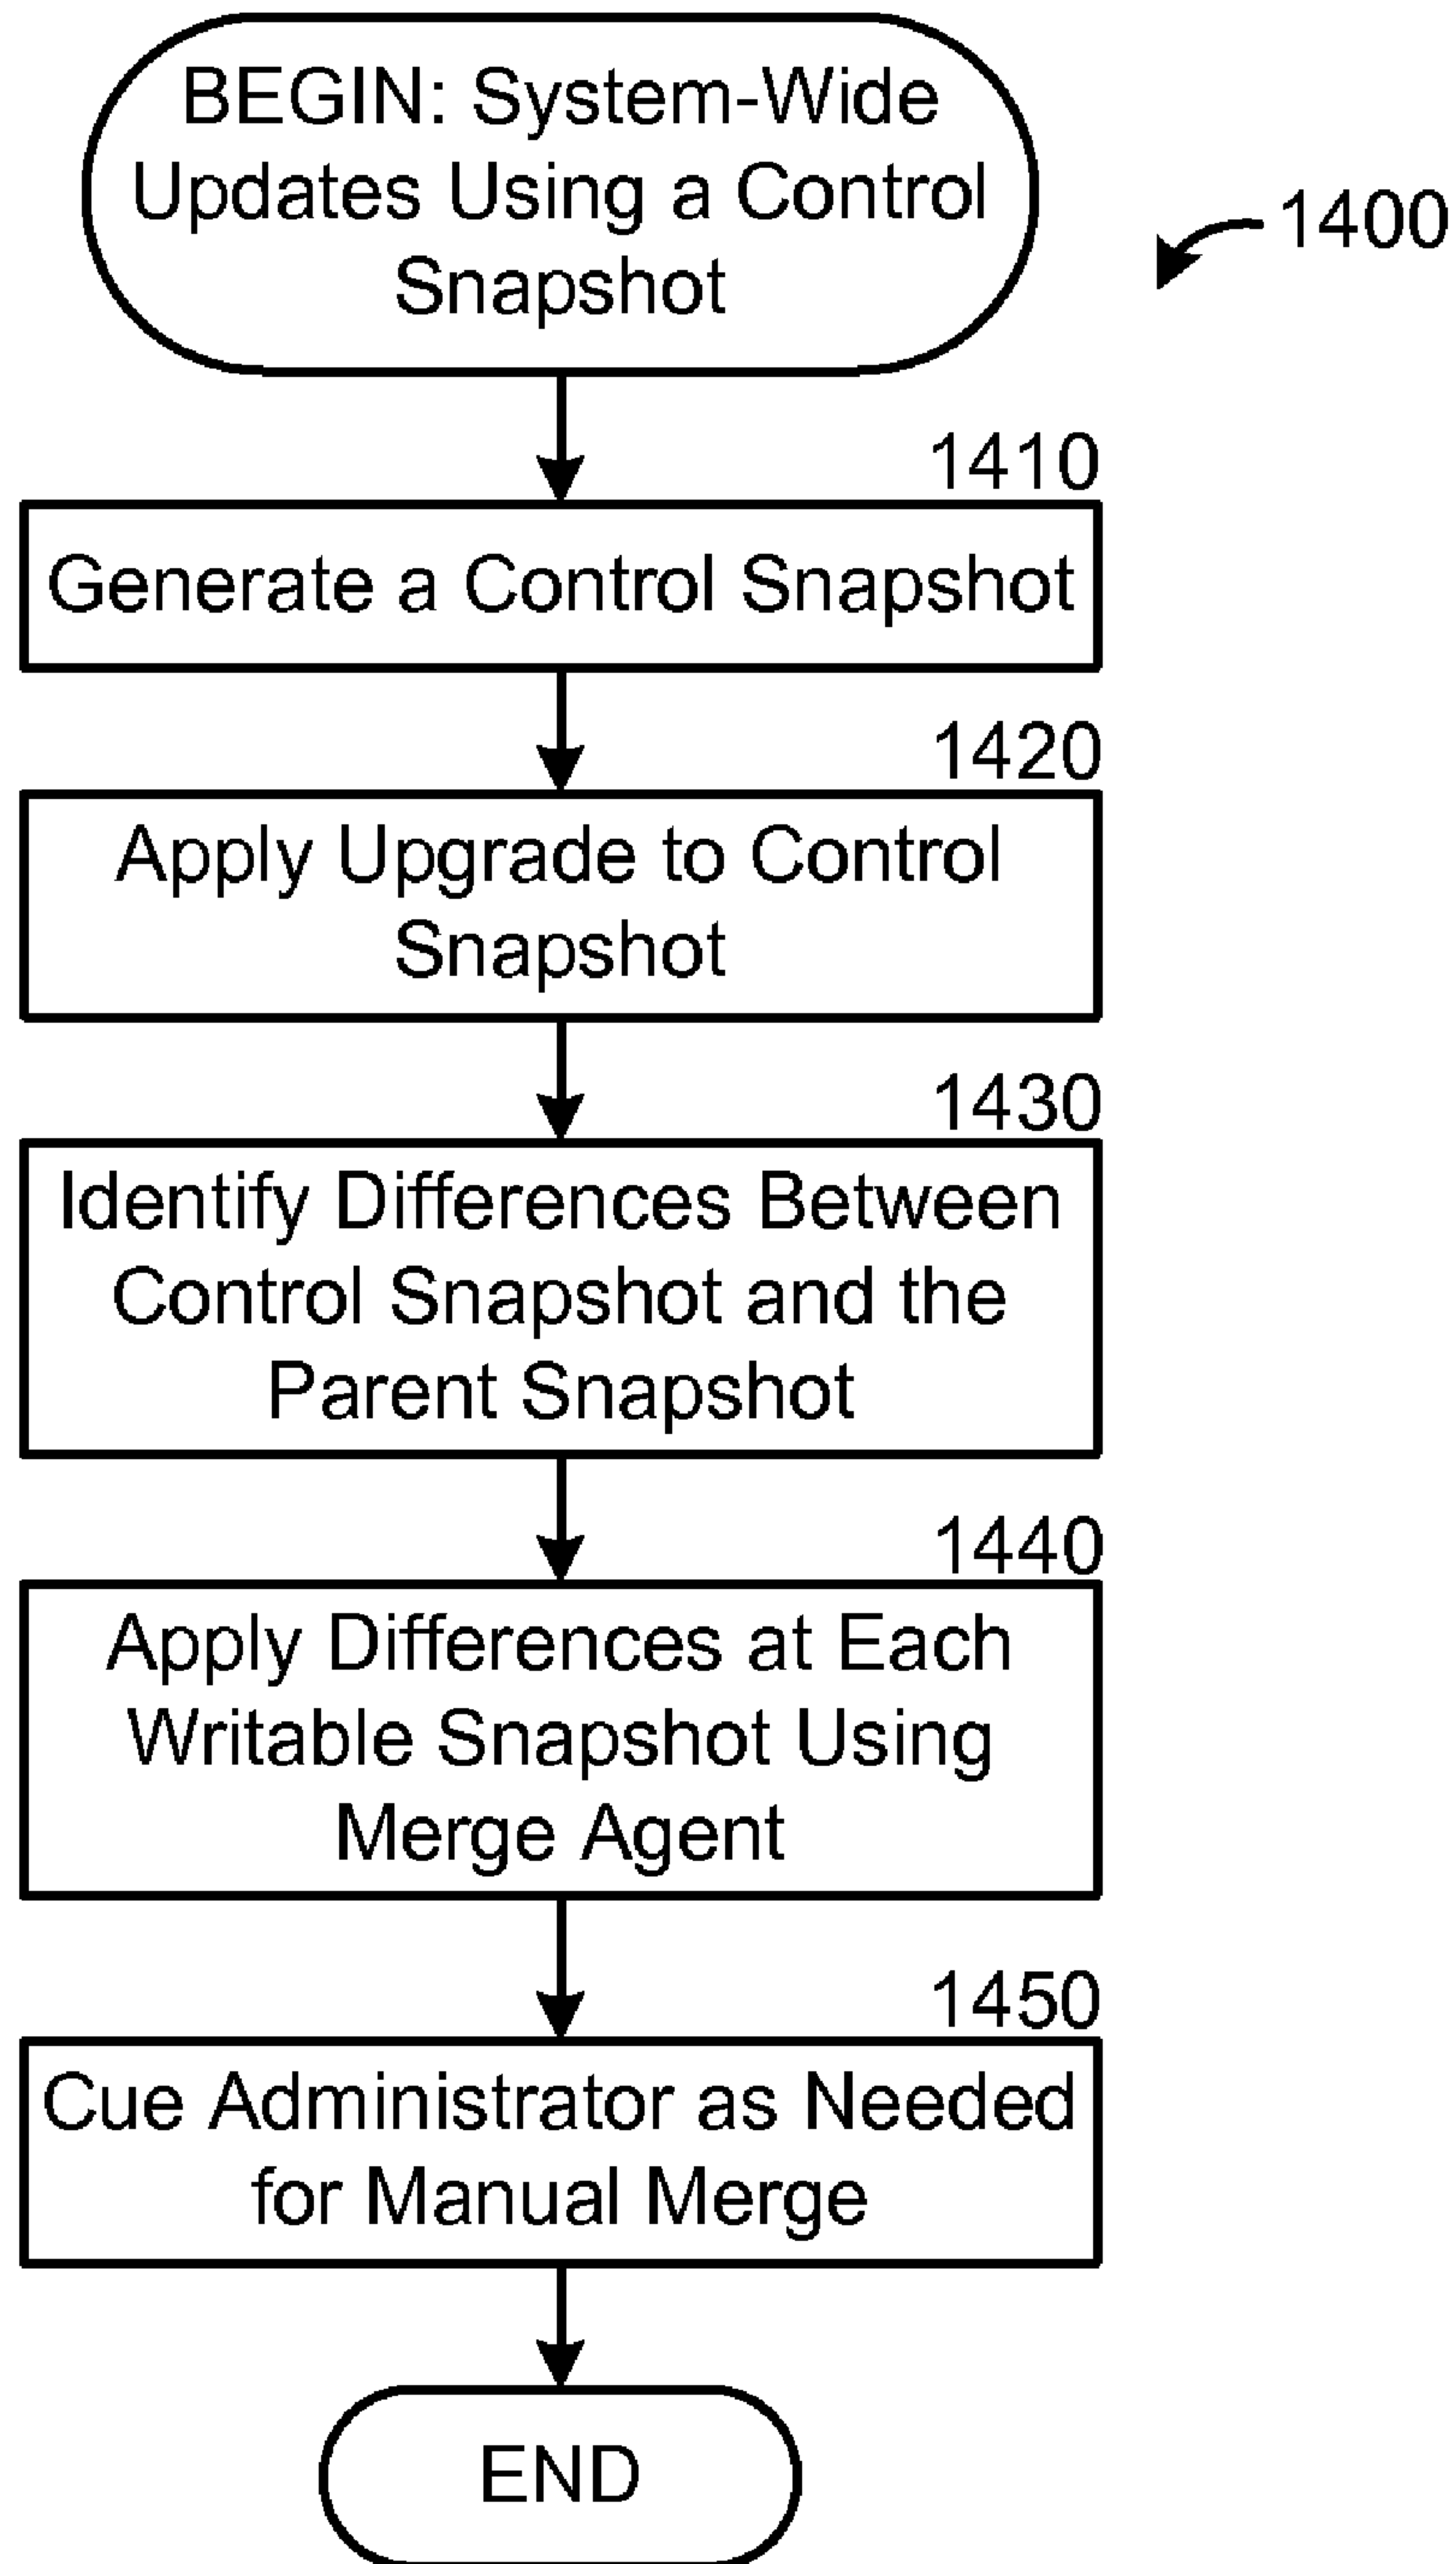 BEGIN: System-Wide
Updates Using a Control
Snapshot
1400
1410
Generate a Control Snapshot
1420
Apply Upgrade to Control
Snapshot
1430
Identify Differences Between
Control Snapshot and the
Parent Snapshot
1440
Apply Differences at Each
Writable Snapshot Using
Merge Agent
1450
Cue Administrator as Needed
for Manual Merge
END